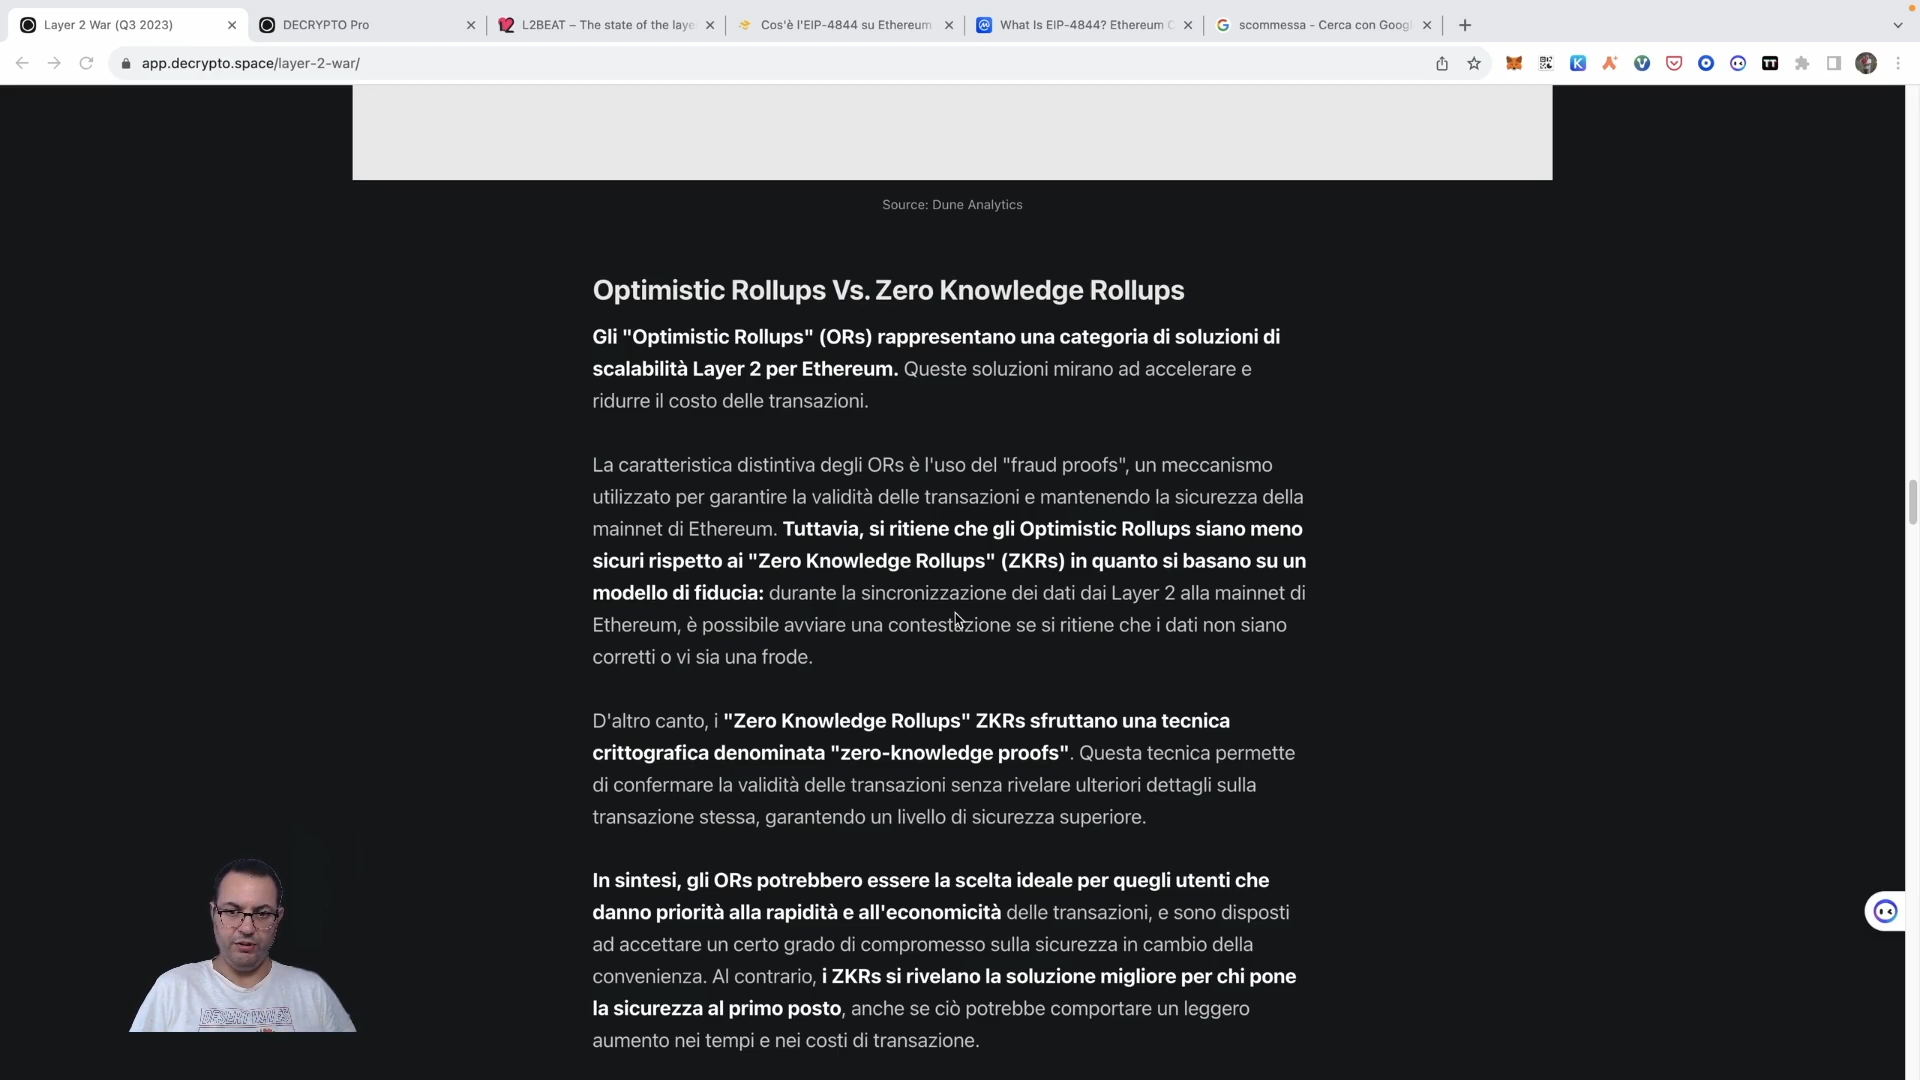 Layer 2 War (Q3 2023)
DECRYPTO Pro
L2BEAT – The state of the laye
Cos'è l'EIP-4844 su Ethereum
What Is EIP-4844? Ethereum C
scommessa - Cerca con Googl
app.decrypto.space/layer-2-war/
Source: Dune Analytics
Optimistic Rollups Vs. Zero Knowledge Rollups
Gli "Optimistic Rollups" (ORs) rappresentano una categoria di soluzioni di
scalabilità Layer 2 per Ethereum. Queste soluzioni mirano ad accelerare e
ridurre il costo delle transazioni.
La caratteristica distintiva degli ORs è l'uso del "fraud proofs", un meccanismo
utilizzato per garantire la validità delle transazioni e mantenendo la sicurezza della
mainnet di Ethereum. Tuttavia, si ritiene che gli Optimistic Rollups siano meno
sicuri rispetto ai "Zero Knowledge Rollups" (ZKRs) in quanto si basano su un
modello di fiducia: durante la sincronizzazione dei dati dai Layer 2 alla mainnet di
Ethereum, è possibile avviare una contestazione se si ritiene che i dati non siano
corretti o vi sia una frode.
D'altro canto, i "Zero Knowledge Rollups" ZKRs sfruttano una tecnica
crittografica denominata "zero-knowledge proofs". Questa tecnica permette
di confermare la validità delle transazioni senza rivelare ulteriori dettagli sulla
transazione stessa, garantendo un livello di sicurezza superiore.
In sintesi, gli ORs potrebbero essere la scelta ideale per quegli utenti che
danno priorità alla rapidità e all'economicità delle transazioni, e sono disposti
ad accettare un certo grado di compromesso sulla sicurezza in cambio della
convenienza. Al contrario, i ZKRs si rivelano la soluzione migliore per chi pone
la sicurezza al primo posto, anche se ciò potrebbe comportare un leggero
aumento nei tempi e nei costi di transazione.